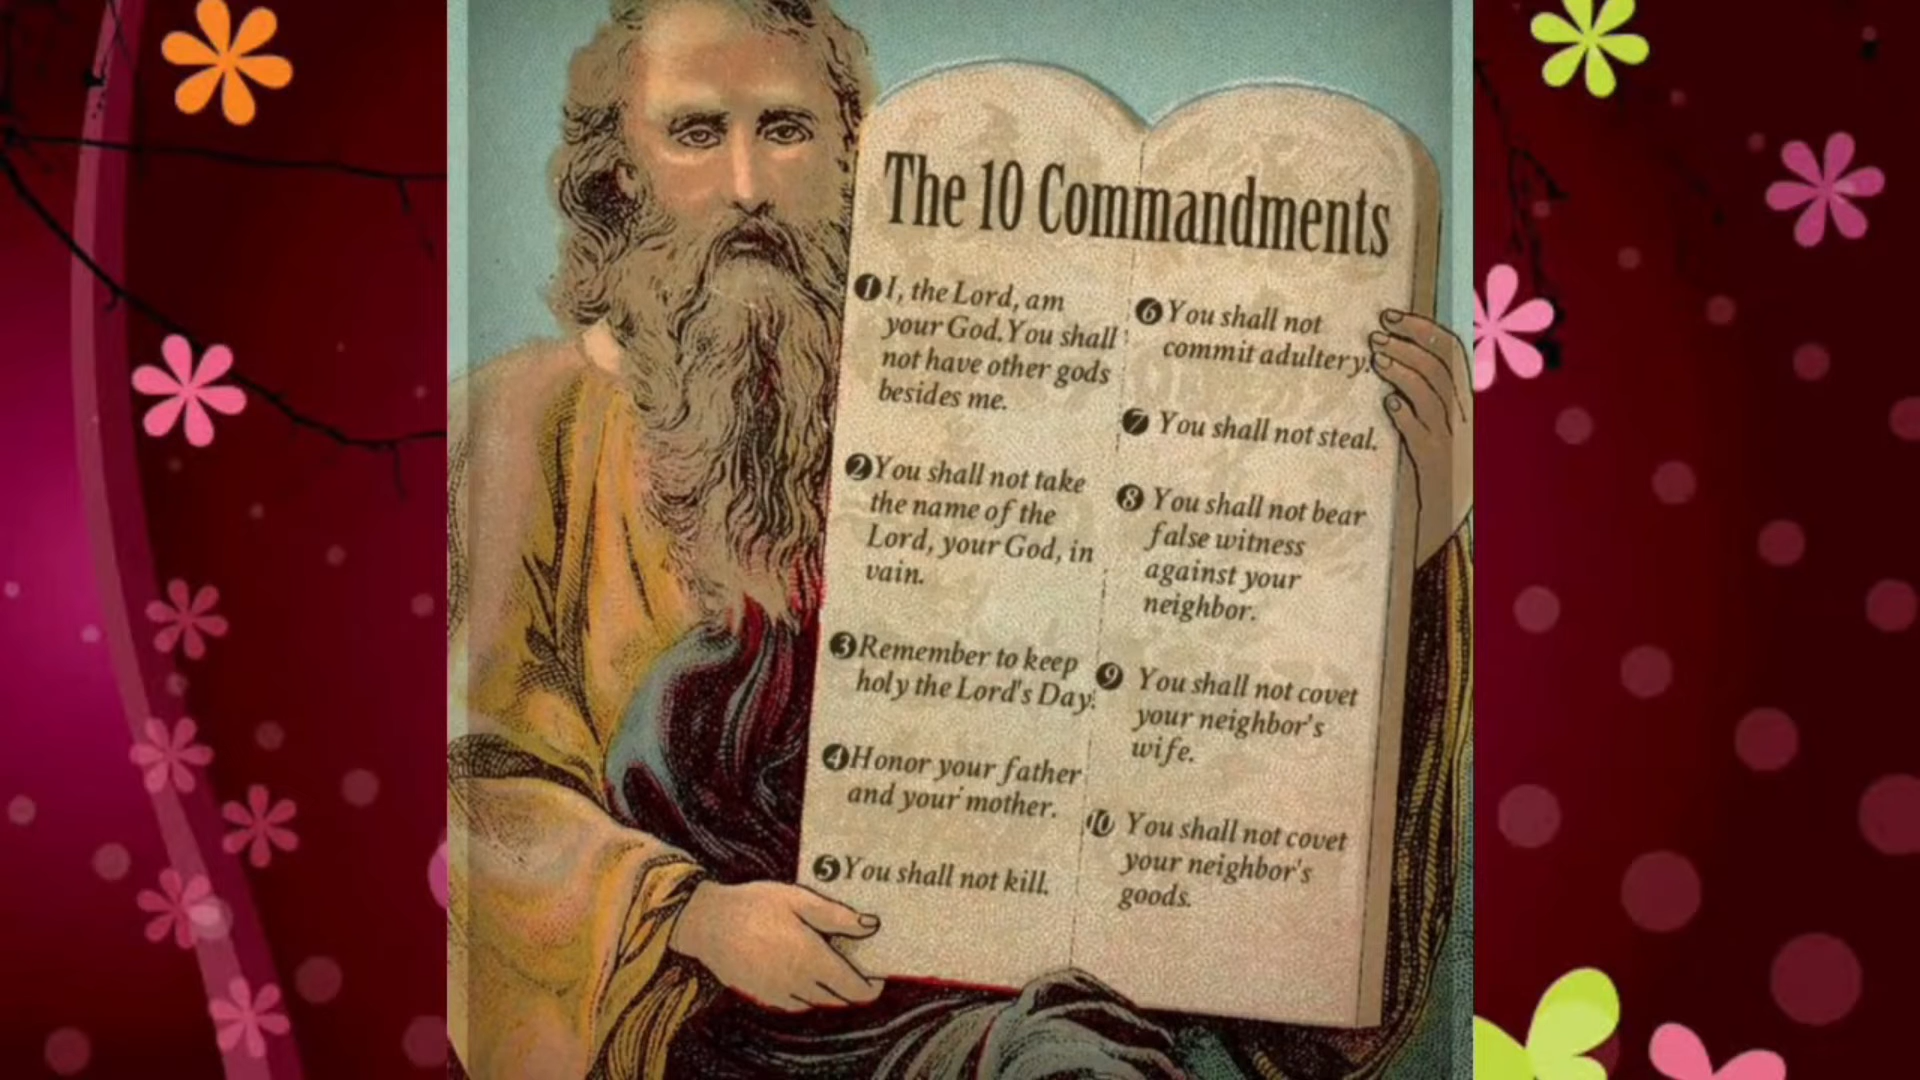 The 10 Commandments
1 I, the Lord, am
your God. You shall
not have other gods
besides me.
2 You shall not take
the name of the
Lord, your God, in
vain.
3 Remember to keep
holy the Lord's Day.
4 Honor your father
and your mother.
5 You shall not kill.
6 You shall not
commit adultery.
7 You shall not steal.
8 You shall not bear
false witness
against your
neighbor.
9 You shall not covet
your neighbor's
wife.
10 You shall not covet
your neighbor's
goods.